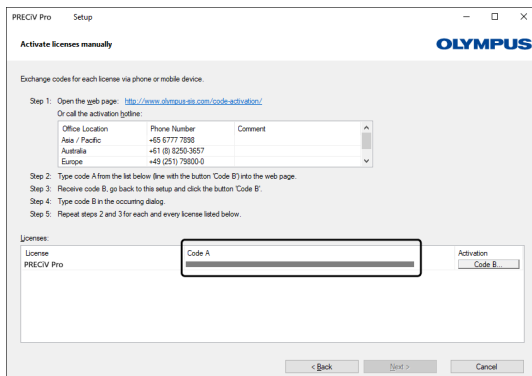 PRECiV Pro Setup
Activate licenses manually
OLYMPUS
Exchange codes for each license via phone or mobile device.
Step 1: Open the web page: http://www.olympus-sis.com/code-activation/
Or call the activation hotline:
Office Location Phone Number Comment
Asia / Pacific +65 6777 7898
Australia +61 (8) 8250-3657
Europe +49 (251) 79800-0
Step 2: Type code A from the list below (line with the button 'Code B') into the web page.
Step 3: Receive code B, go back to this setup and click the button 'Code B'.
Step 4: Type code B in the occurring dialog.
Step 5: Repeat steps 2 and 3 for each and every license listed below.
Licenses:
License Code A Activation
PRECiV Pro Code B...
< Back Next > Cancel